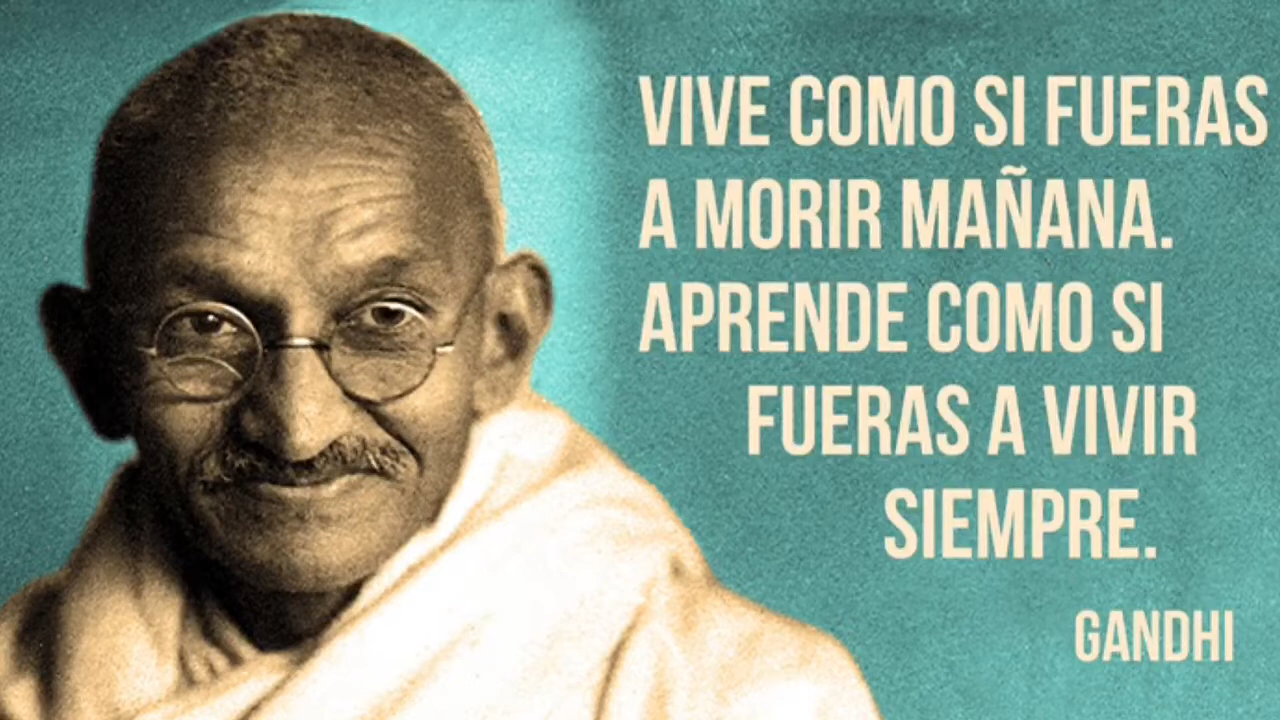 VIVE COMO SI FUERAS
A MORIR MAÑANA.
APRENDE COMO SI
FUERAS A VIVIR
SIEMPRE.
GANDHI